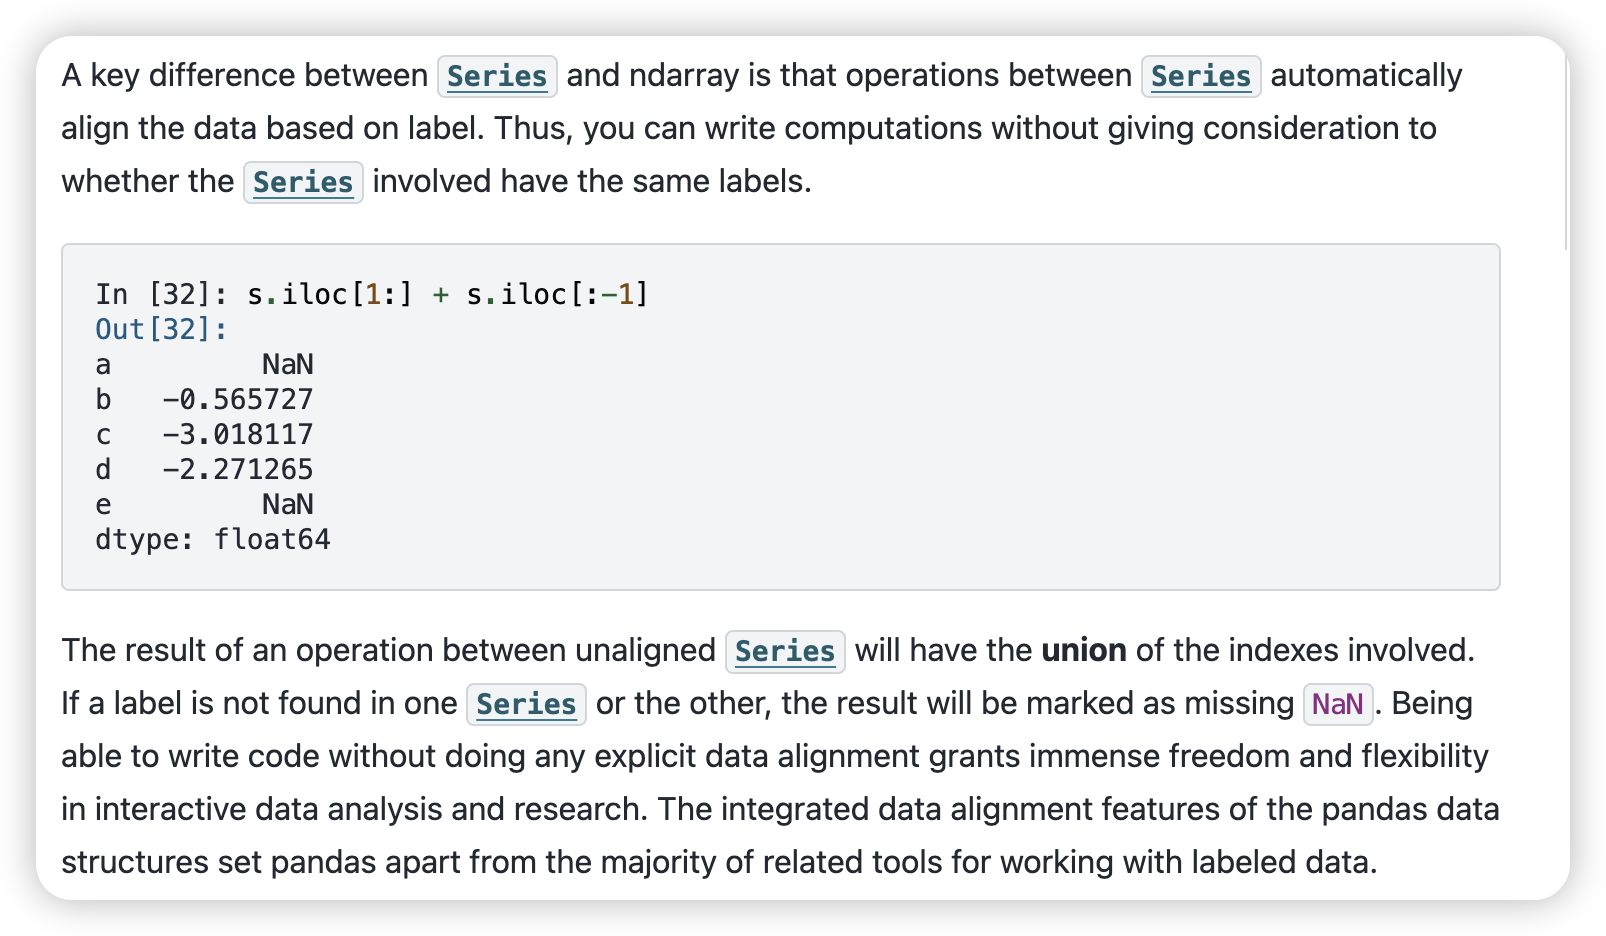 A key difference between Series and ndarray is that operations between Series automatically
align the data based on label. Thus, you can write computations without giving consideration to
whether the Series involved have the same labels.
In [32]: s.iloc[1:] + s.iloc[:-1]
Out[32]:
a         NaN
b   -0.565727
c   -3.018117
d   -2.271265
e         NaN
dtype: float64
The result of an operation between unaligned Series will have the union of the indexes involved.
If a label is not found in one Series or the other, the result will be marked as missing NaN. Being
able to write code without doing any explicit data alignment grants immense freedom and flexibility
in interactive data analysis and research. The integrated data alignment features of the pandas data
structures set pandas apart from the majority of related tools for working with labeled data.